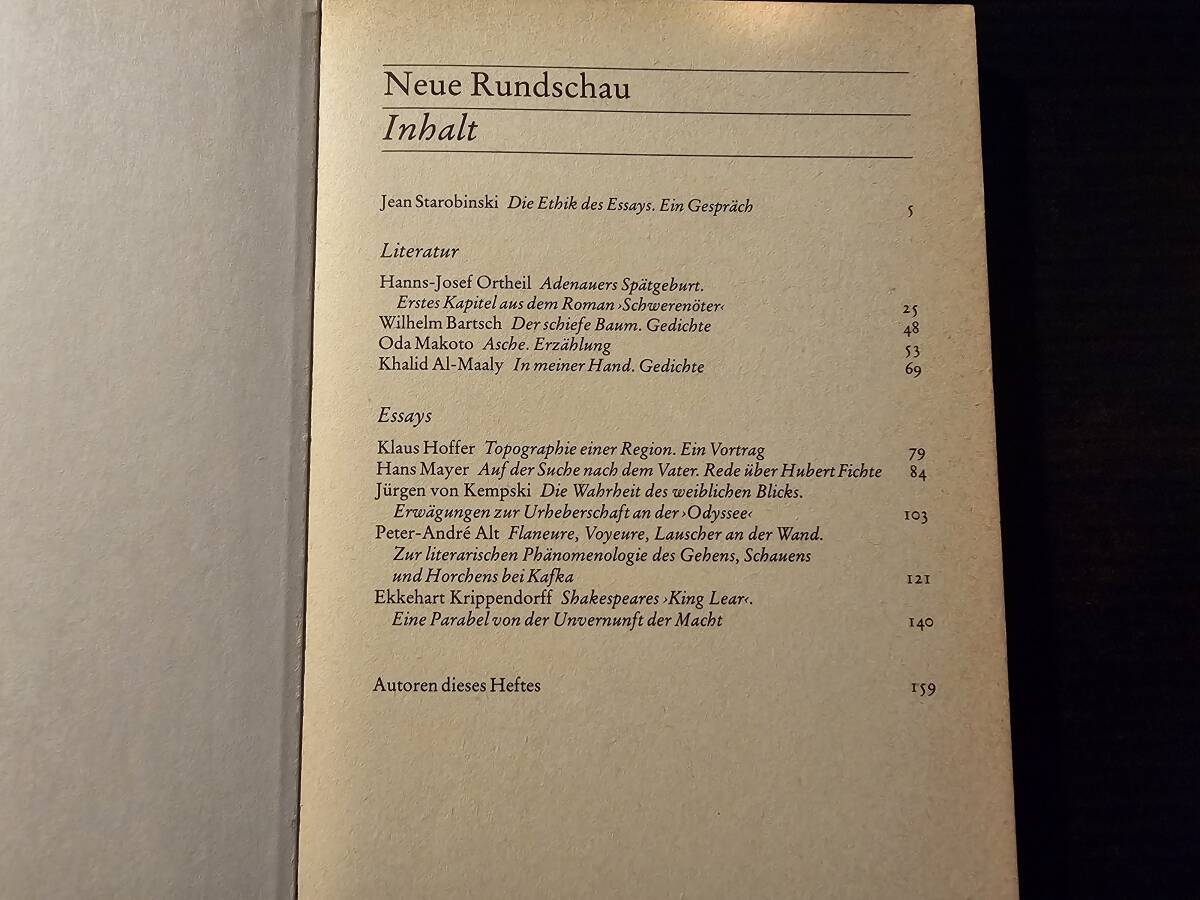 Neue Rundschau
Inhalt
Jean Starobinski Die Ethik des Essays. Ein Gespräch 5
Literatur
Hanns-Josef Ortheil Adenauers Spätgeburt.
Erstes Kapitel aus dem Roman ›Schwerenöter‹ 25
Wilhelm Bartsch Der schiefe Baum. Gedichte 48
Oda Makoto Asche. Erzählung 53
Khalid Al-Maaly In meiner Hand. Gedichte 69
Essays
Klaus Hoffer Topographie einer Region. Ein Vortrag 79
Hans Mayer Auf der Suche nach dem Vater. Rede über Hubert Fichte 84
Jürgen von Kempski Die Wahrheit des weiblichen Blicks.
Erwägungen zur Urheberschaft an der ›Odyssee‹ 103
Peter-André Alt Flaneure, Voyeure, Lauscher an der Wand.
Zur literarischen Phänomenologie des Gehens, Schauens
und Horchens bei Kafka 121
Ekkehart Krippendorff Shakespeares ›King Lear‹.
Eine Parabel von der Unvernunft der Macht 140
Autoren dieses Heftes 159